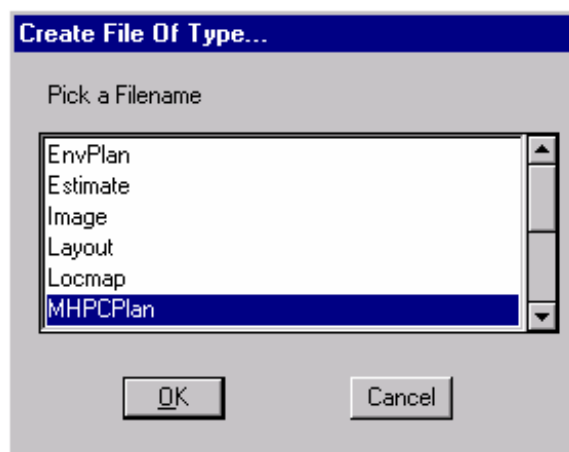 Create File Of Type...
Pick a Filename
EnvPlan
Estimate
Image
Layout
Locmap
MHPCPlan
OK
Cancel